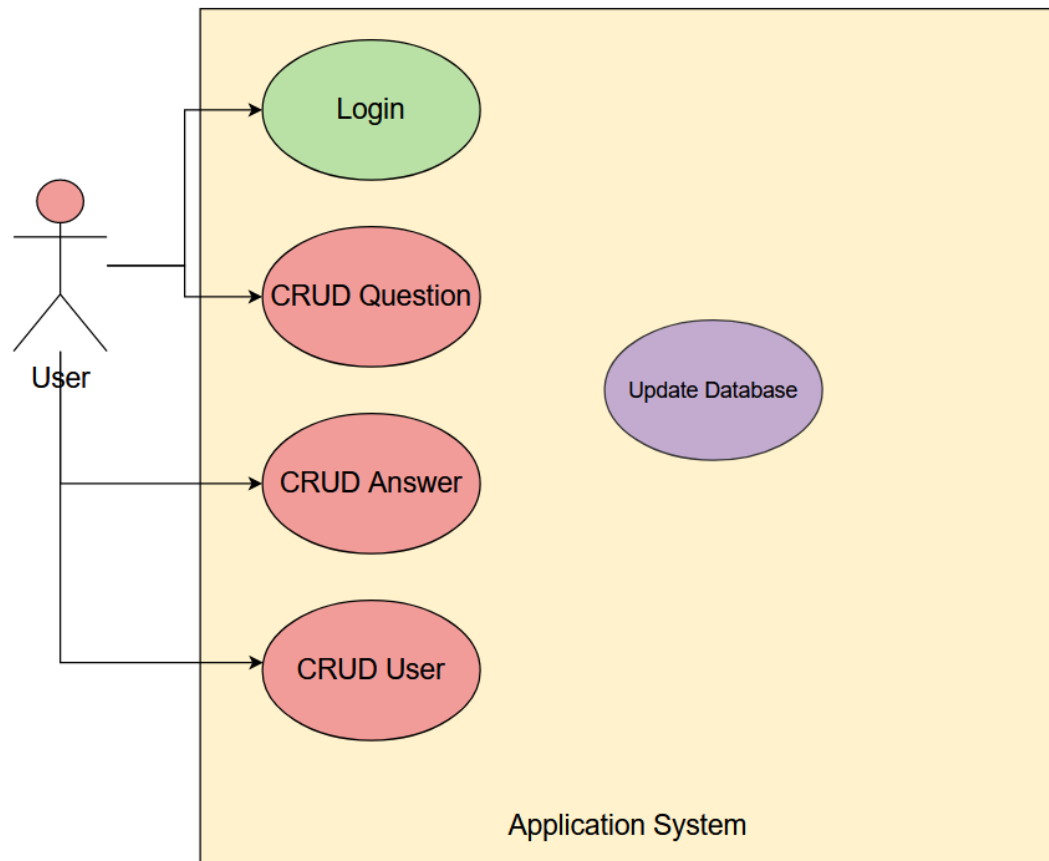 Login
CRUD Question
User
Update Database
CRUD Answer
CRUD User
Application System